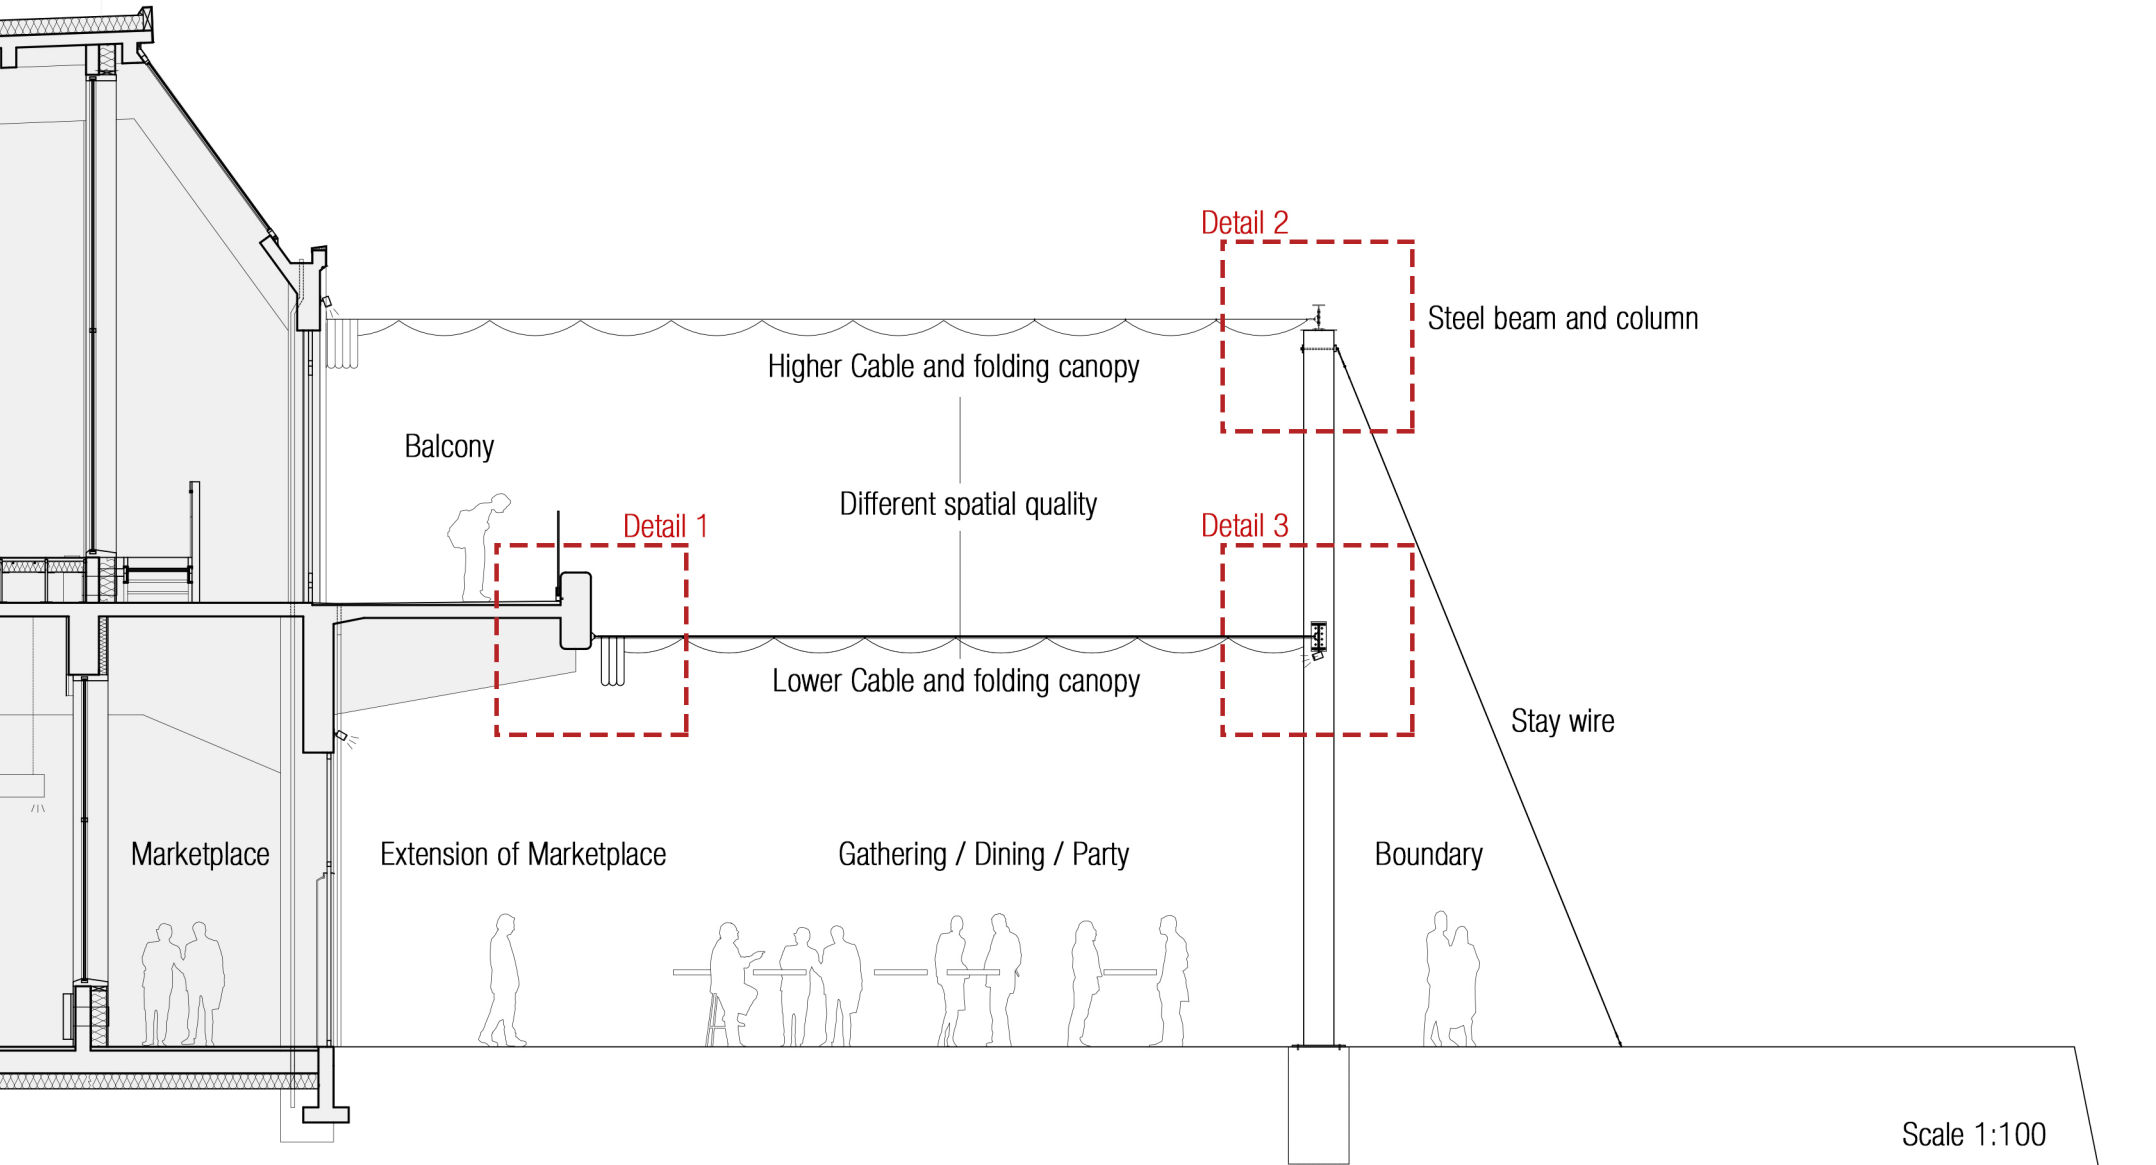 Detail 2
Steel beam and column
Higher Cable and folding canopy
Balcony
Different spatial quality
Detail 1
Detail 3
Lower Cable and folding canopy
Stay wire
Marketplace
Extension of Marketplace
Gathering / Dining / Party
Boundary
Scale 1:100